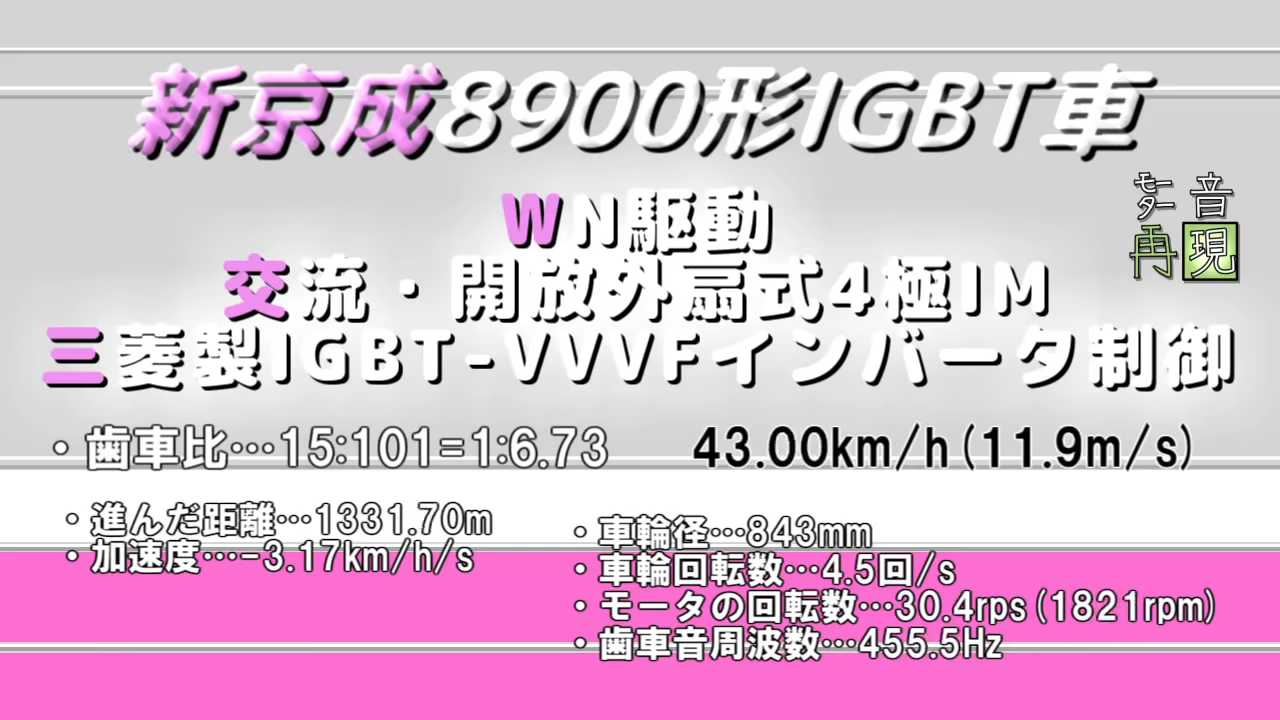 新京成8900形IGBT車
WN駆動
モーター音
再現
交流・開放外扇式4極IM
三菱製IGBT-VVVFインバータ制御
・歯車比…15:101=1:6.73
43.00km/h(11.9m/s)
・進んだ距離…1331.70m
・加速度…-3.17km/h/s
・車輪径…843mm
・車輪回転数…4.5回/s
・モータの回転数…30.4rps(1821rpm)
・歯車音周波数…455.5Hz